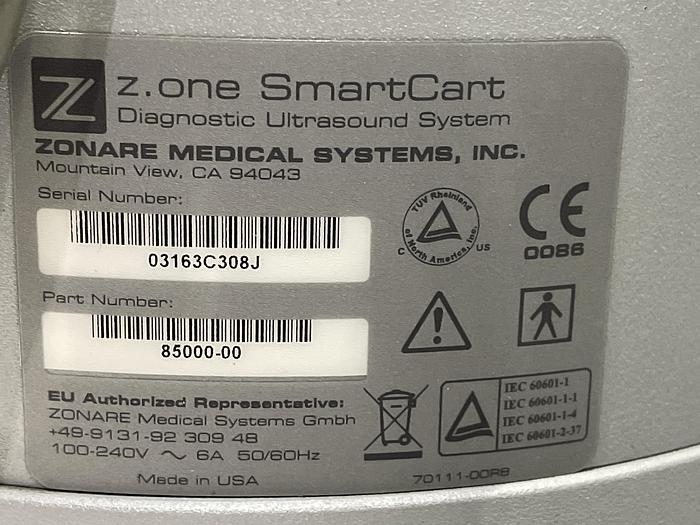 z.one SmartCart
Diagnostic Ultrasound System
ZONARE MEDICAL SYSTEMS, INC.
Mountain View, CA 94043
Serial Number:
03163C308J
TUV Rheinland
of North America, Inc.
C US
CE
0086
Part Number:
85000-00
EU Authorized Representative:
ZONARE Medical Systems Gmbh
+49-9131-92 309 48
100-240V ~ 6A 50/60Hz
IEC 60601-1
IEC 60601-1-1
IEC 60601-1-4
IEC 60601-2-37
Made in USA
70111-00RB